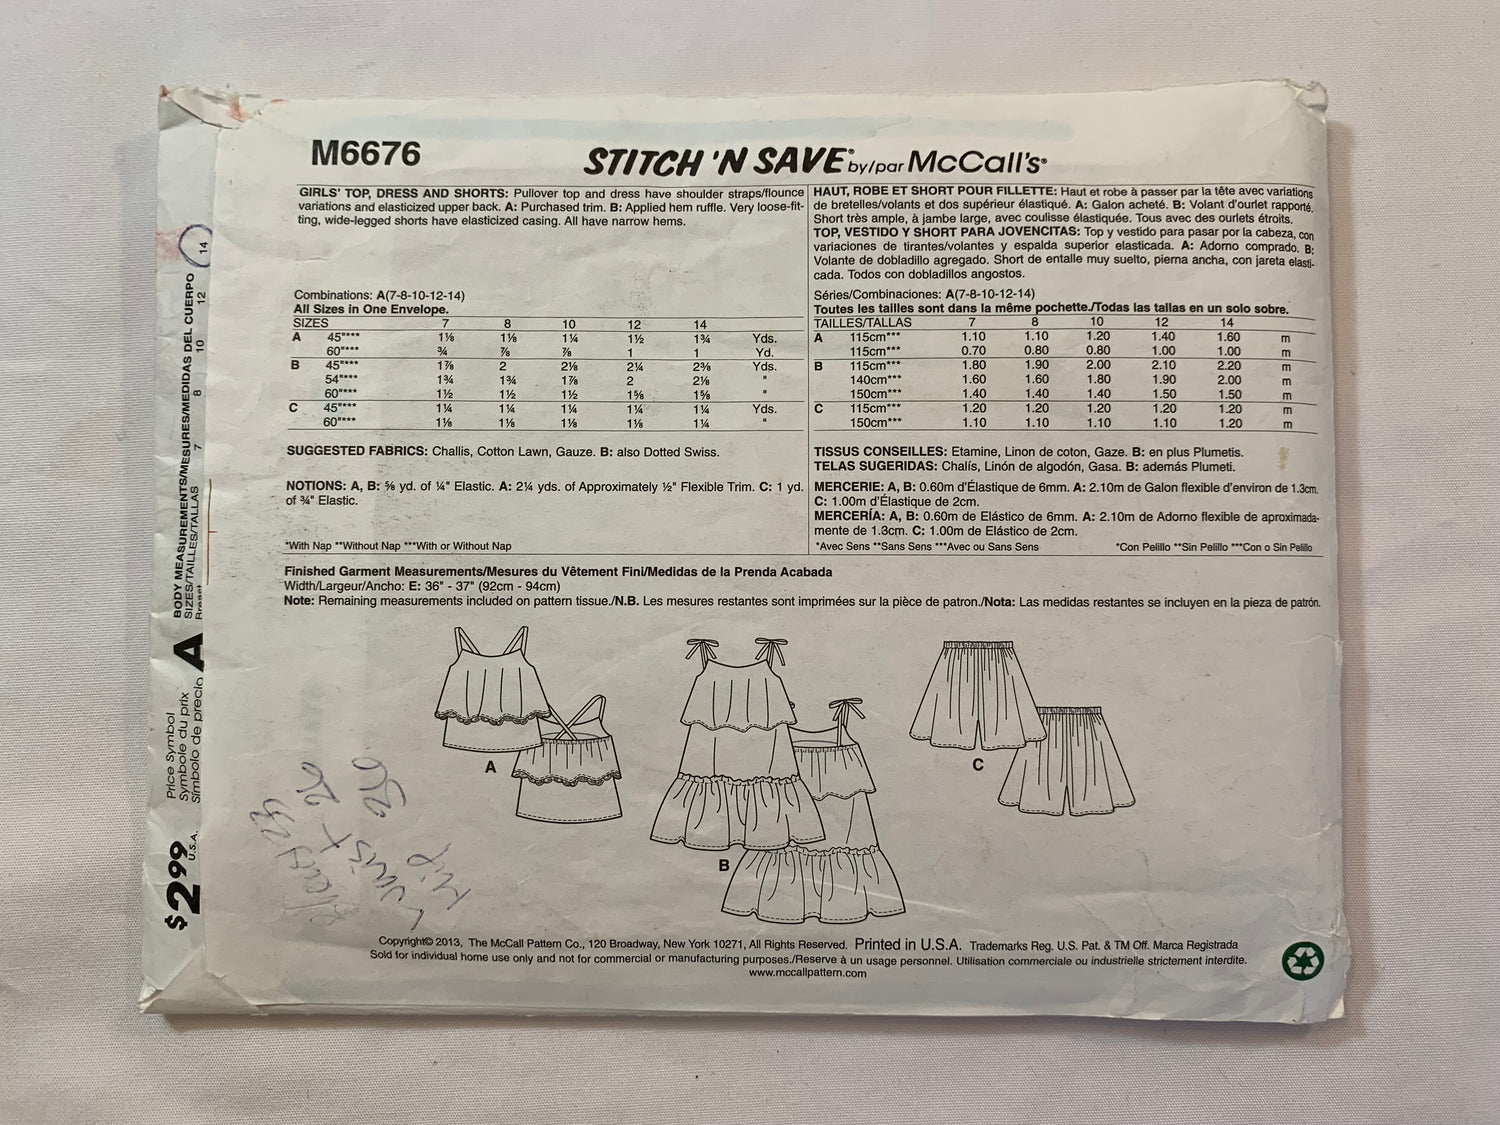 M6676
STITCH 'N SAVE® by/par McCall's®
GIRLS' TOP, DRESS AND SHORTS: Pullover top and dress have shoulder straps/flounce
variations and elasticized upper back. A: Purchased trim. B: Applied hem ruffle. Very loose-fit-
ting, wide-legged shorts have elasticized casing. All have narrow hems.
Combinations: A(7-8-10-12-14)
All Sizes in One Envelope.
SIZES 7 8 10 12 14
A 45"*** 1⅛ 1⅛ 1¼ 1½ 1¾ Yds.
60"*** ¾ ⅞ ⅞ 1 1 Yd.
B 45"*** 1⅞ 2 2⅛ 2¼ 2⅜ Yds.
54"*** 1¾ 1¾ 1⅞ 2 2⅛ "
60"*** 1½ 1½ 1½ 1⅝ 1⅝ "
C 45"*** 1¼ 1¼ 1¼ 1¼ 1¼ Yds.
60"*** 1⅛ 1⅛ 1⅛ 1⅛ 1¼ "
SUGGESTED FABRICS: Challis, Cotton Lawn, Gauze. B: also Dotted Swiss.
NOTIONS: A, B: ⅝ yd. of ¼" Elastic. A: 2¼ yds. of Approximately ½" Flexible Trim. C: 1 yd.
of ¾" Elastic.
*With Nap **Without Nap ***With or Without Nap
HAUT, ROBE ET SHORT POUR FILLETTE: Haut et robe à passer par la tête avec variations
de bretelles/volants et dos supérieur élastiqué. A: Galon acheté. B: Volant d'ourlet rapporté.
Short très ample, à jambe large, avec coulisse élastiquée. Tous avec des ourlets étroits.
TOP, VESTIDO Y SHORT PARA JOVENCITAS: Top y vestido para pasar por la cabeza, con
variaciones de tirantes/volantes y espalda superior elasticada. A: Adorno comprado. B:
Volante de dobladillo agregado. Short de entalle muy suelto, pierna ancha, con jareta elasti-
cada. Todos con dobladillos angostos.
Séries/Combinaciones: A(7-8-10-12-14)
Toutes les tailles sont dans la même pochette./Todas las tallas en un solo sobre.
TAILLES/TALLAS 7 8 10 12 14
A 115cm*** 1.10 1.10 1.20 1.40 1.60 m
115cm*** 0.70 0.80 0.80 1.00 1.00 m
B 115cm*** 1.80 1.90 2.00 2.10 2.20 m
140cm*** 1.60 1.60 1.80 1.90 2.00 m
150cm*** 1.40 1.40 1.40 1.50 1.50 m
C 115cm*** 1.20 1.20 1.20 1.20 1.20 m
150cm*** 1.10 1.10 1.10 1.10 1.20 m
TISSUS CONSEILLES: Etamine, Linon de coton, Gaze. B: en plus Plumetis.
TELAS SUGERIDAS: Chalís, Linón de algodón, Gasa. B: además Plumeti.
MERCERIE: A, B: 0.60m d'Élastique de 6mm. A: 2.10m de Galon flexible d'environ de 1.3cm.
C: 1.00m d'Élastique de 2cm.
MERCERÍA: A, B: 0.60m de Elástico de 6mm. A: 2.10m de Adorno flexible de aproximada-
mente de 1.3cm. C: 1.00m de Elástico de 2cm.
*Avec Sens **Sans Sens ***Avec ou Sans Sens *Con Pelillo **Sin Pelillo ***Con o Sin Pelillo
Finished Garment Measurements/Mesures du Vêtement Fini/Medidas de la Prenda Acabada
Width/Largeur/Ancho: E: 36" - 37" (92cm - 94cm)
Note: Remaining measurements included on pattern tissue./N.B. Les mesures restantes sont imprimées sur la pièce de patron./Nota: Las medidas restantes se incluyen en la pieza de patrón.
A
B
C
26
Copyright© 2013, The McCall Pattern Co., 120 Broadway, New York 10271, All Rights Reserved. Printed in U.S.A. Trademarks Reg. U.S. Pat. & TM Off. Marca Registrada
Sold for individual home use only and not for commercial or manufacturing purposes./Reserve à un usage personnel. Utilisation commerciale ou industrielle strictement interdite.
www.mccallpattern.com
BODY MEASUREMENTS/MESURES/MEDIDAS DEL CUERPO
SIZES/TAILLES/TALLAS 7 8 10 12 14
Breast
Price Symbol
Symbole du prix
Símbolo de precio
A
$2.99
U.S.A.